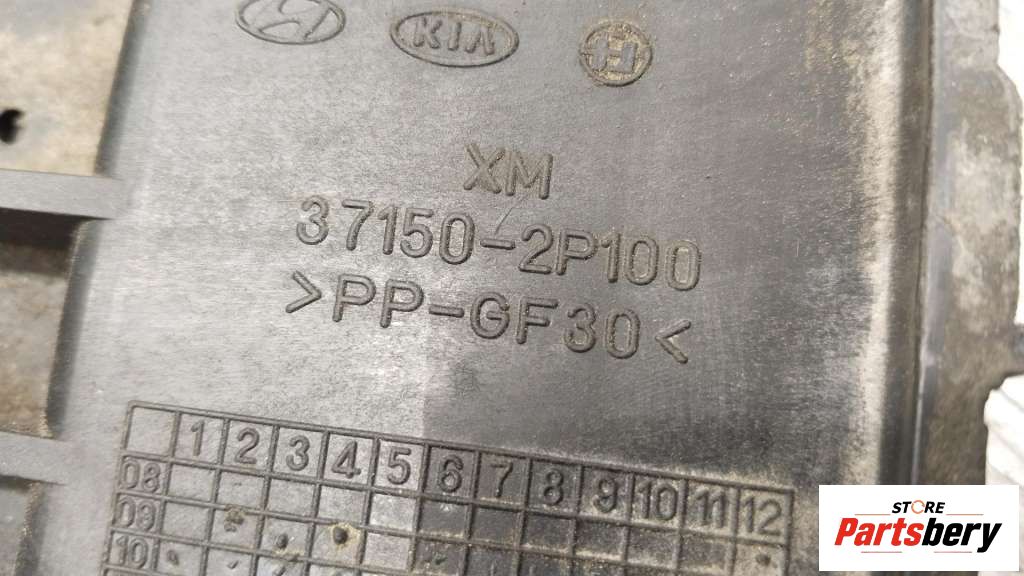 KIA
XM
37150-2P100
>PP-GF30<
1 2 3 4 5 6 7 8 9 10 11 12
08
09
10
STORE
Partsbery